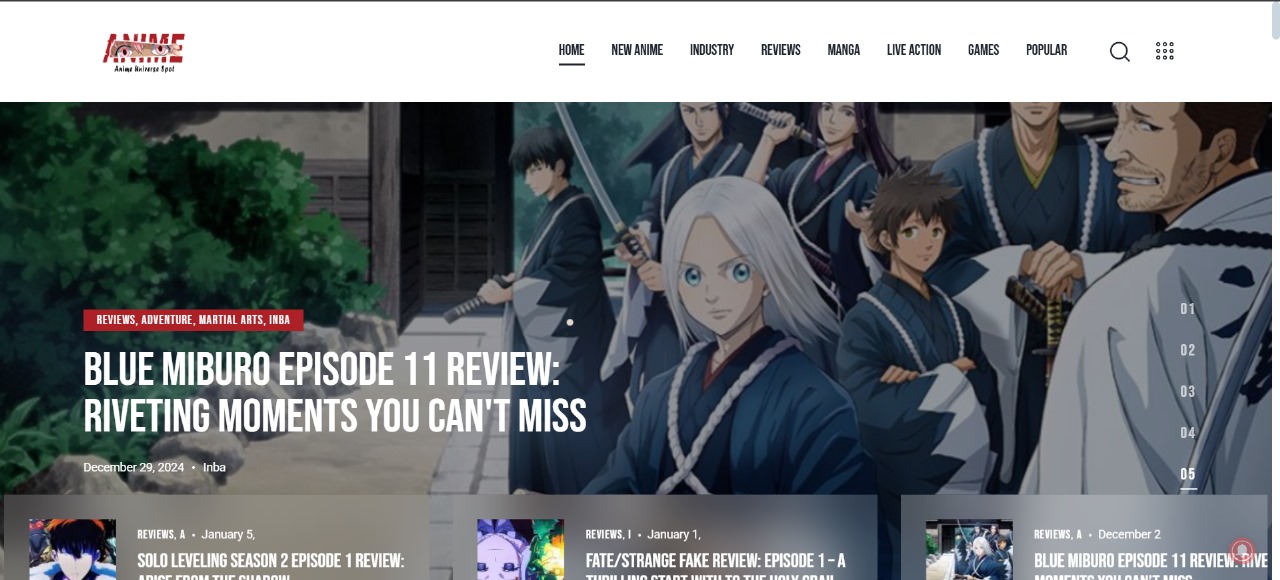 ANIME
Anime Universe Spot
HOME NEW ANIME INDUSTRY REVIEWS MANGA LIVE ACTION GAMES POPULAR
01
02
03
04
05
REVIEWS, ADVENTURE, MARTIAL ARTS, INBA
BLUE MIBURO EPISODE 11 REVIEW:
RIVETING MOMENTS YOU CAN'T MISS
December 29, 2024 • Inba
REVIEWS, A • January 5,
SOLO LEVELING SEASON 2 EPISODE 1 REVIEW:
ARISE FROM THE SHADOW
REVIEWS, I • January 1,
FATE/STRANGE FAKE REVIEW: EPISODE 1 – A
THRILLING START WITH TO THE HOLY GRAIL
REVIEWS, A • December 2
BLUE MIBURO EPISODE 11 REVIEW: RIVE
MOMENTS YOU CAN'T MISS